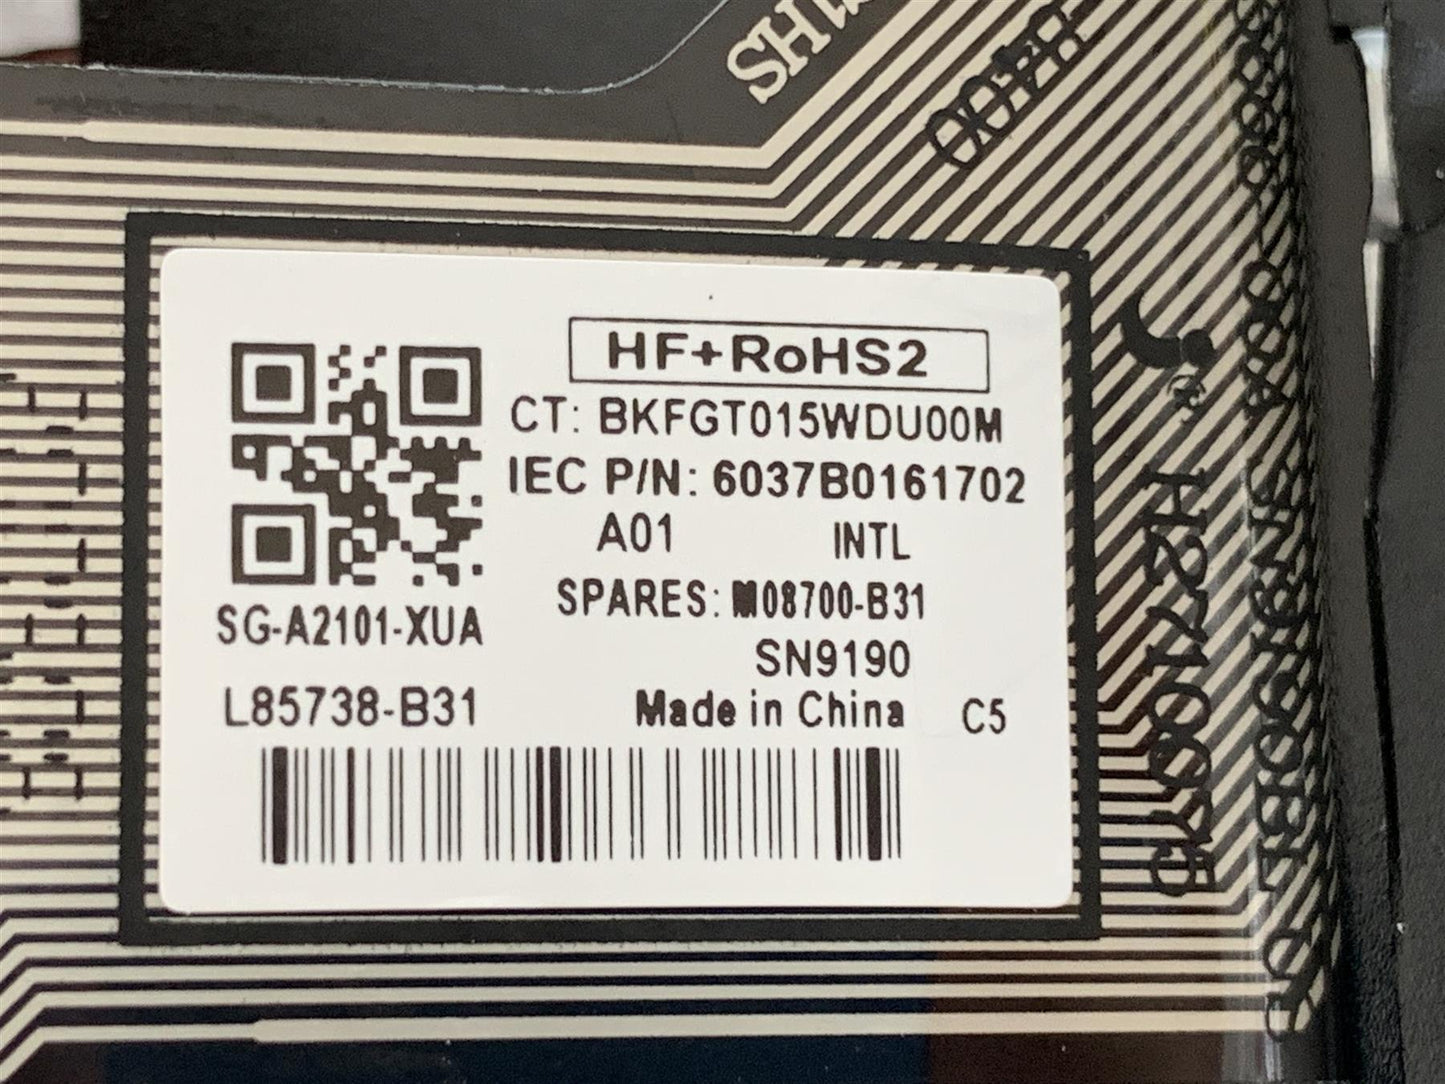 HF+RoHS2
CT: BKFGT015WDU00M
IEC P/N: 6037B0161702
A01 INTL
SPARES: M08700-B31
SN9190
SG-A2101-XUA
L85738-B31
Made in China C5
H271085